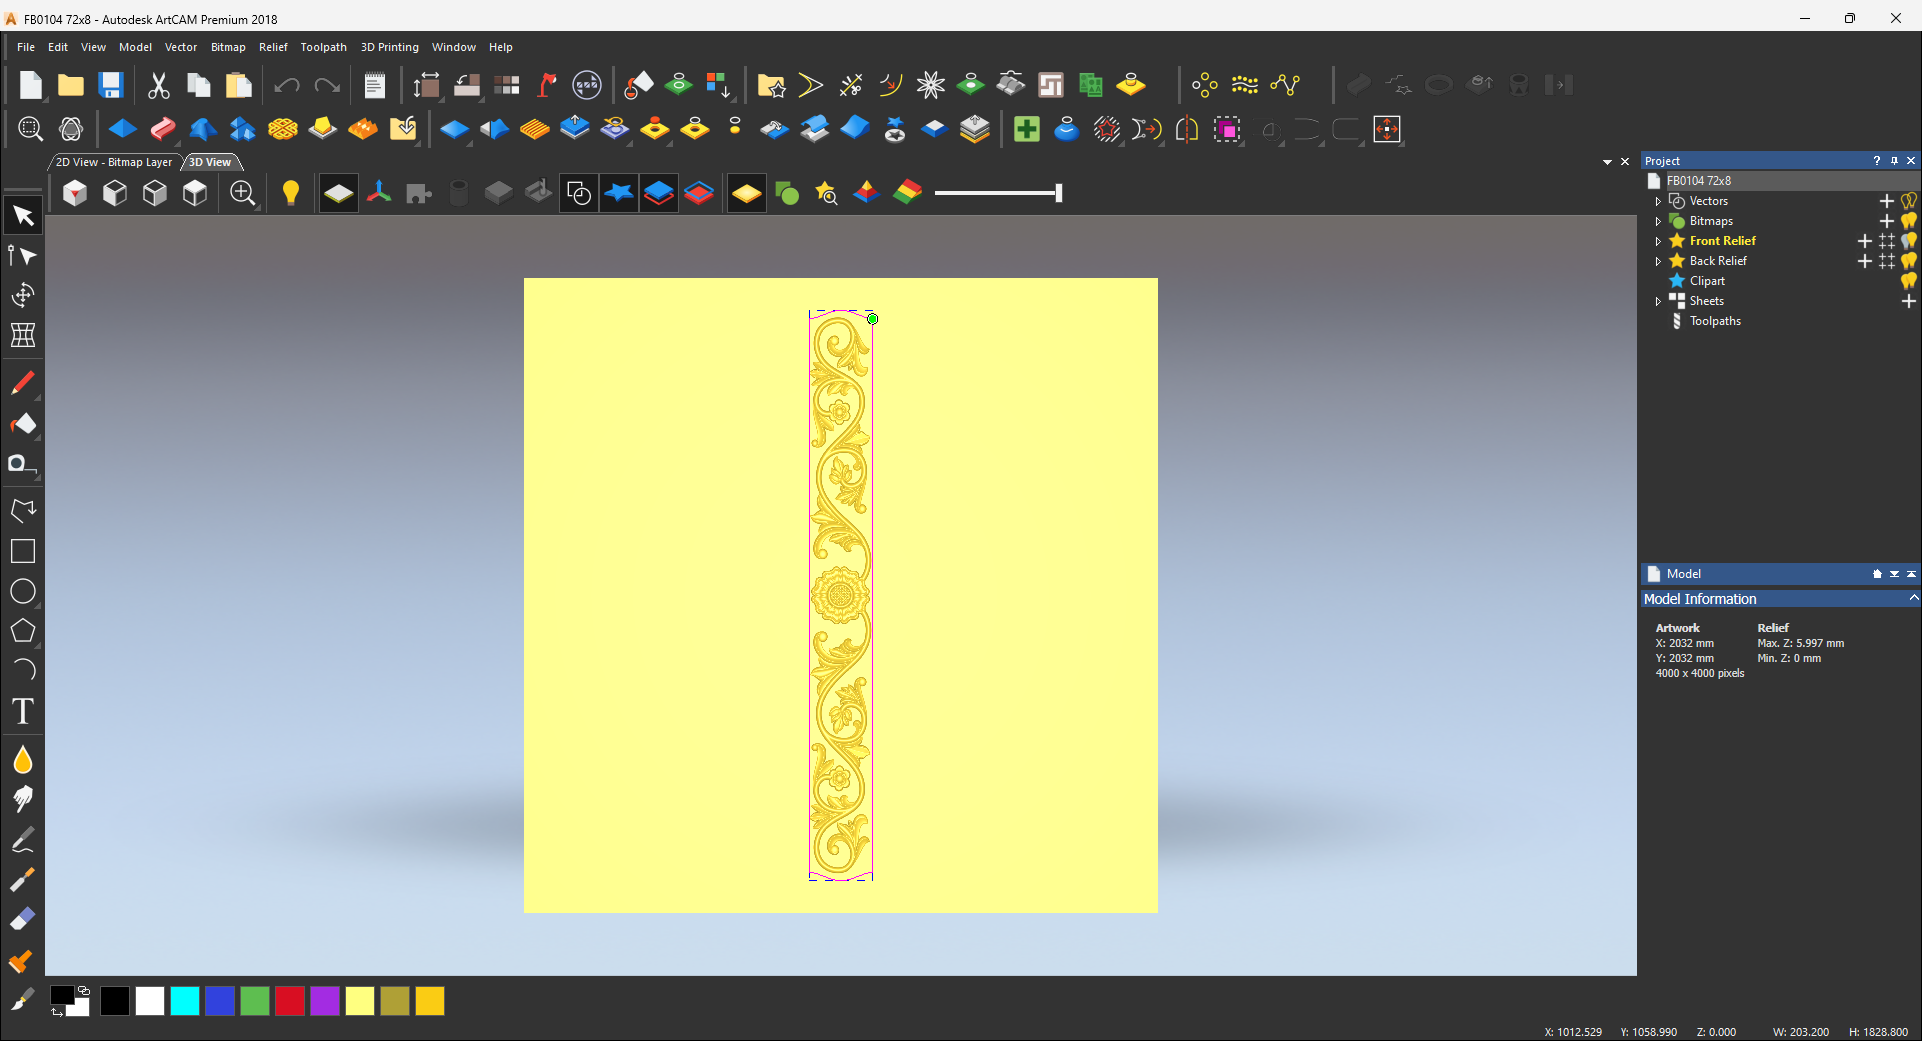 FB0104 72x8 - Autodesk ArtCAM Premium 2018
File Edit View Model Vector Bitmap Relief Toolpath 3D Printing Window Help
2D View - Bitmap Layer 3D View
Project
FB0104 72x8
Vectors
Bitmaps
Front Relief
Back Relief
Clipart
Sheets
Toolpaths
Model
Model Information
Artwork Relief
X: 2032 mm Max. Z: 5.997 mm
Y: 2032 mm Min. Z: 0 mm
4000 x 4000 pixels
X: 1012.529 Y: 1058.990 Z: 0.000 W: 203.200 H: 1828.800